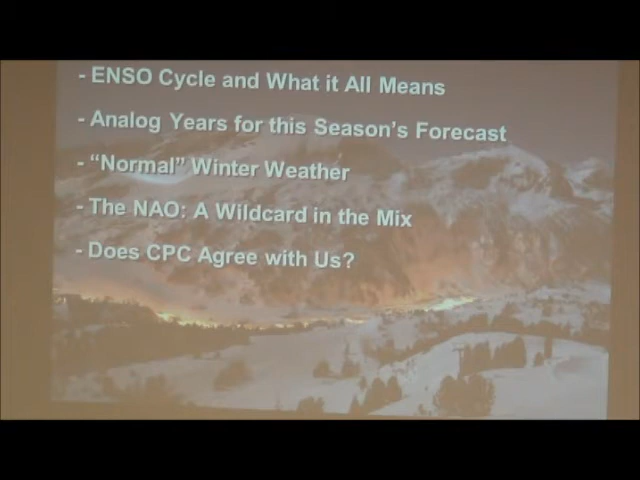 - ENSO Cycle and What it All Means
- Analog Years for this Season's Forecast
- “Normal” Winter Weather
- The NAO: A Wildcard in the Mix
- Does CPC Agree with Us?